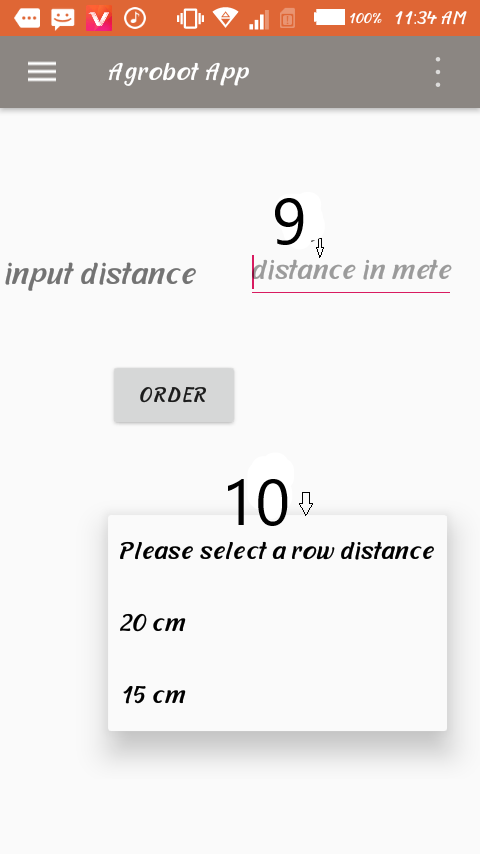 100% 11:34 AM
Agrobot App
9
input distance distance in mete
ORDER
10
Please select a row distance
20 cm
15 cm